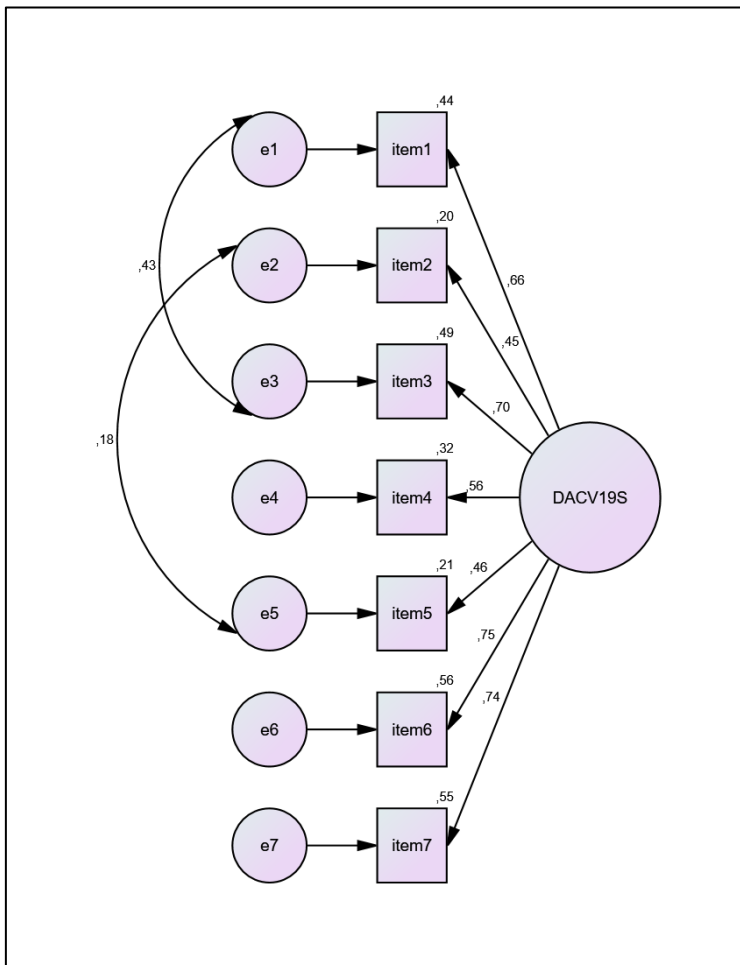 ,44
e1
item1
,20
,43
e2
item2
,66
,49
,45
e3
item3
,70
,18
,32
e4
item4
,56
DACV19S
,21
,46
e5
item5
,56
,75
e6
item6
,74
,55
e7
item7